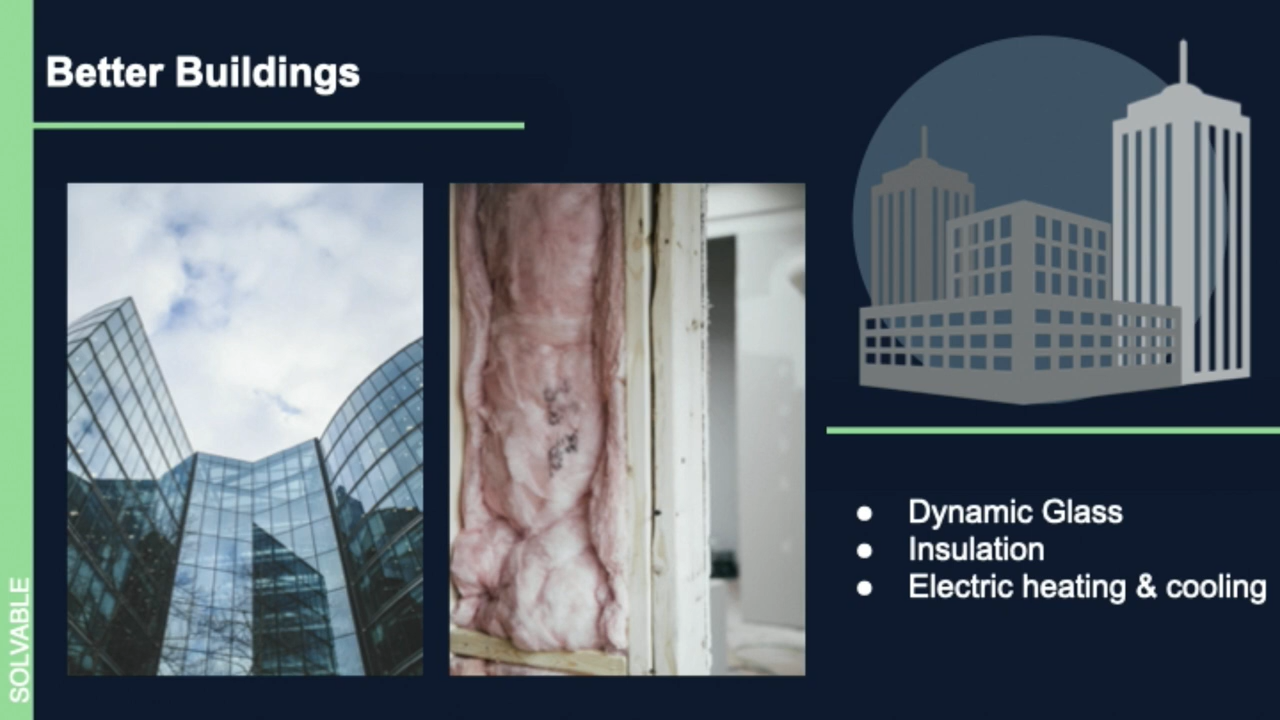 Better Buildings
Dynamic Glass
Insulation
Electric heating & cooling
SOLVABLE